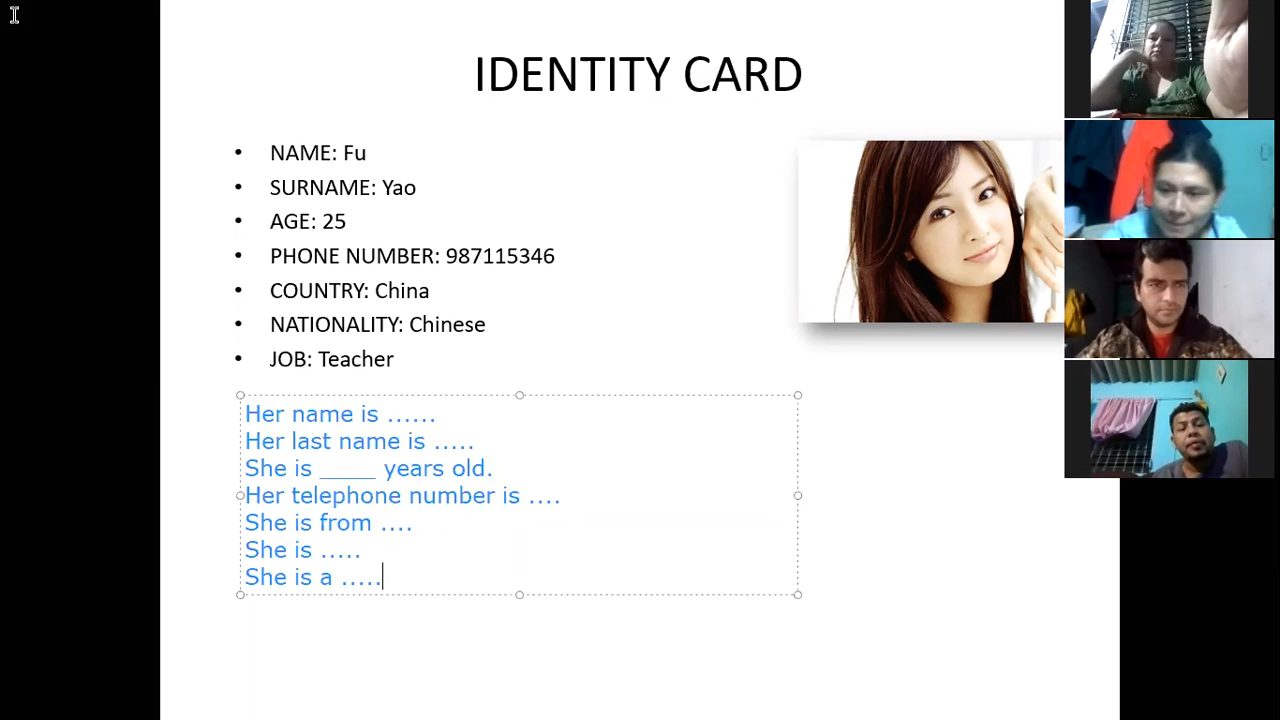 IDENTITY CARD
• NAME: Fu
• SURNAME: Yao
• AGE: 25
• PHONE NUMBER: 987115346
• COUNTRY: China
• NATIONALITY: Chinese
• JOB: Teacher
Her name is ......
Her last name is .....
She is _____ years old.
Her telephone number is ....
She is from ....
She is .....
She is a .....